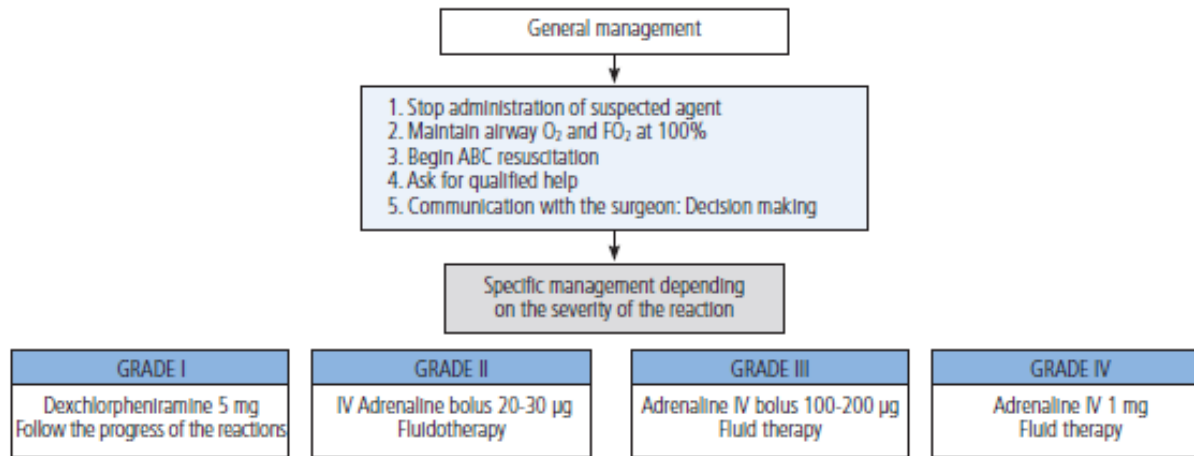 General management
1. Stop administration of suspected agent
2. Maintain airway O₂ and FO₂ at 100%
3. Begin ABC resuscitation
4. Ask for qualified help
5. Communication with the surgeon: Decision making
Specific management depending
on the severity of the reaction
GRADE I
Dexchlorpheniramine 5 mg
Follow the progress of the reactions
GRADE II
IV Adrenaline bolus 20-30 µg
Fluidotherapy
GRADE III
Adrenaline IV bolus 100-200 µg
Fluid therapy
GRADE IV
Adrenaline IV 1 mg
Fluid therapy